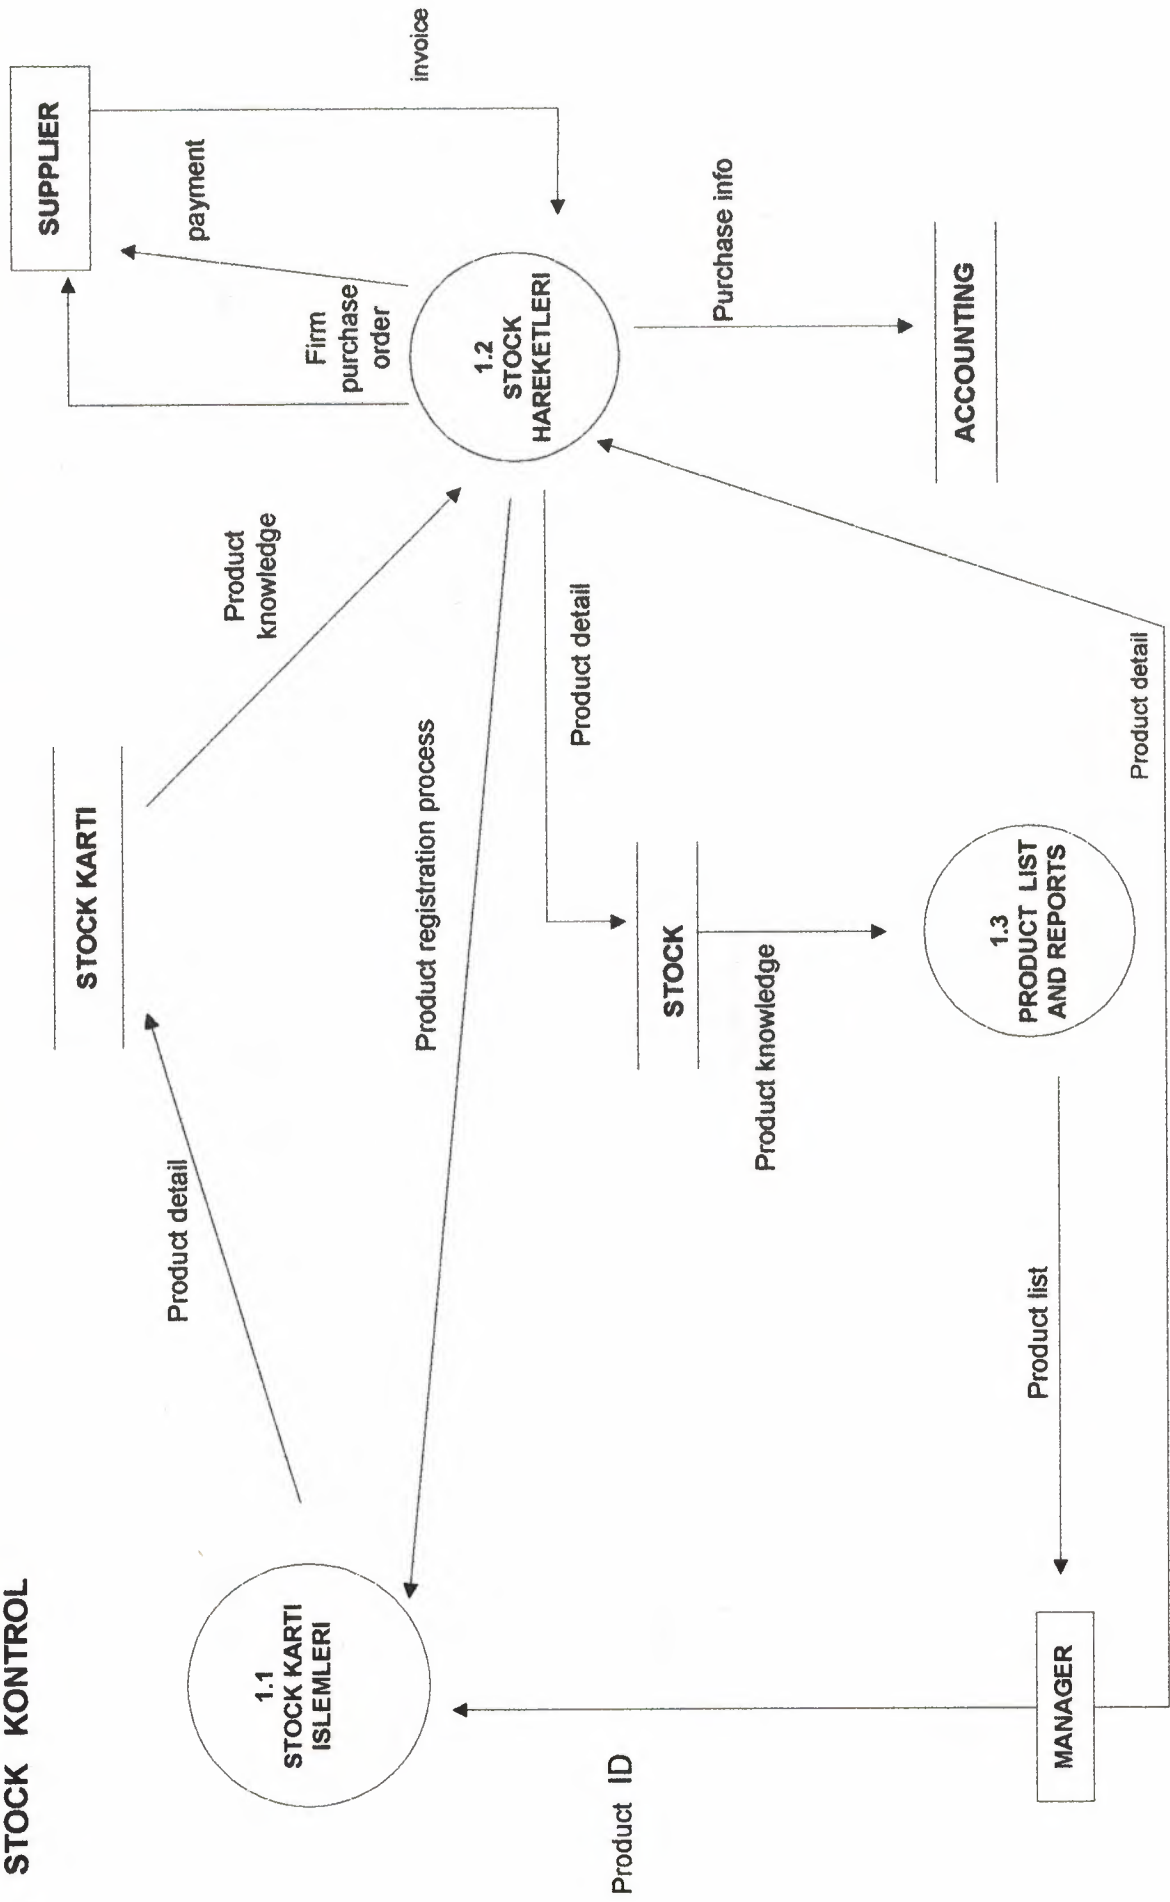 STOCK KONTROL
SUPPLIER
payment
invoice
Firm
purchase
order
1.2
STOCK
HAREKETLERI
Purchase info
ACCOUNTING
Product
knowledge
STOCK KARTI
Product detail
Product registration process
Product detail
STOCK
Product knowledge
1.3
PRODUCT LIST
AND REPORTS
Product detail
Product list
1.1
STOCK KARTI
ISLEMLERI
Product ID
MANAGER